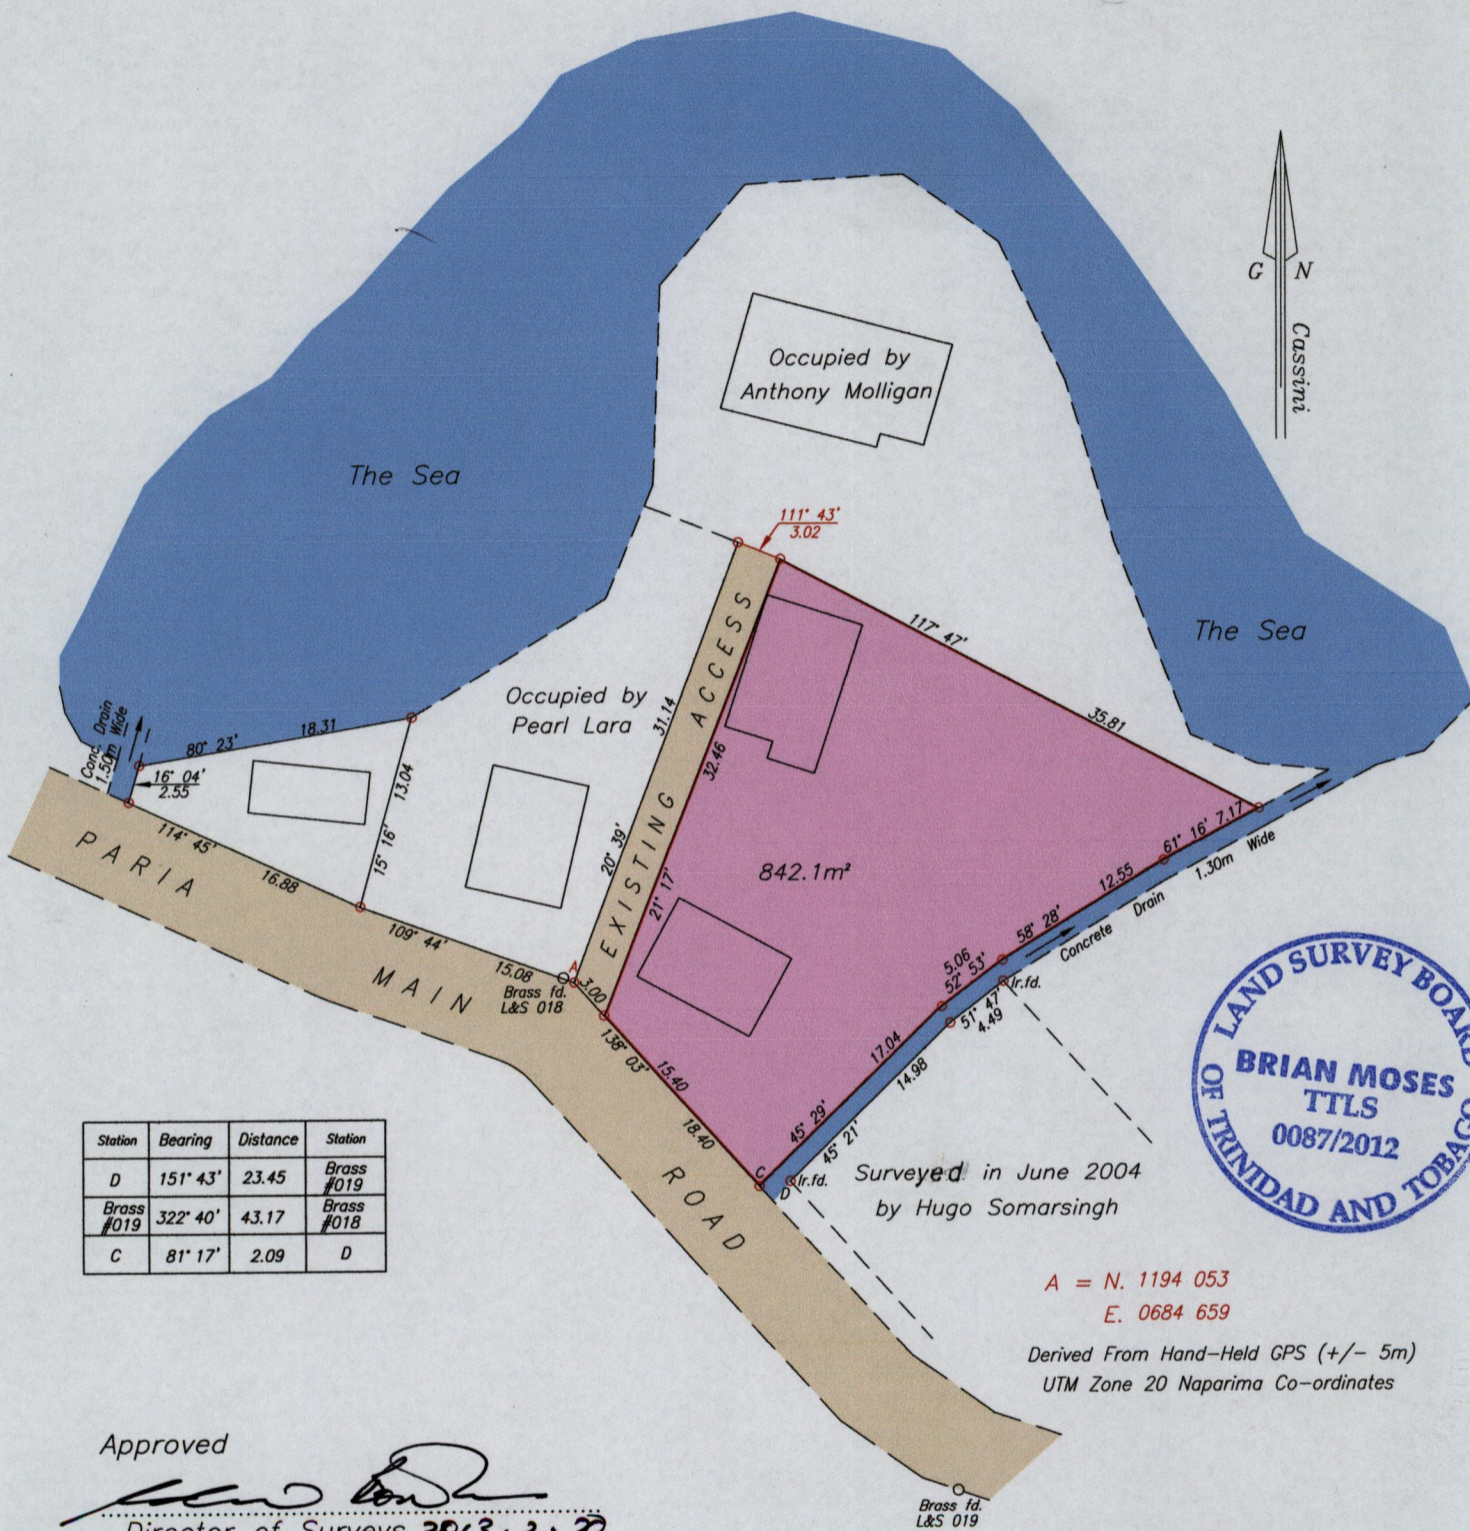 G N
Cassini
Occupied by
Anthony Molligan
The Sea
111° 43'
3.02
The Sea
117° 47'
35.81
Occupied by
Pearl Lara
Conc. Drain
1.50m Wide
80° 23'
18.31
16° 04'
2.55
13.04
15° 16'
31.14
20° 39'
EXISTING ACCESS
32.46
21° 17'
842.1m²
61° 16' 7.17
12.55
58° 28'
5.06
52° 53'
Concrete Drain 1.30m Wide
114° 45'
16.88
109° 44'
15.08
A
3.00
Brass fd.
L&S 018
PARIA MAIN ROAD
138° 03'
15.40
18.40
17.04
45° 29'
14.98
45° 21'
Ir.fd.
51° 47'
4.49
C
D
Ir.fd.
Surveyed in June 2004
by Hugo Somarsingh
LAND SURVEY BOARD
OF TRINIDAD AND TOBAGO
BRIAN MOSES
TTLS
0087/2012
Station Bearing Distance Station
D 151° 43' 23.45 Brass #019
Brass #019 322° 40' 43.17 Brass #018
C 81° 17' 2.09 D
A = N. 1194 053
E. 0684 659
Derived From Hand-Held GPS (+/- 5m)
UTM Zone 20 Naparima Co-ordinates
Approved
Director of Surveys
Brass fd.
L&S 019